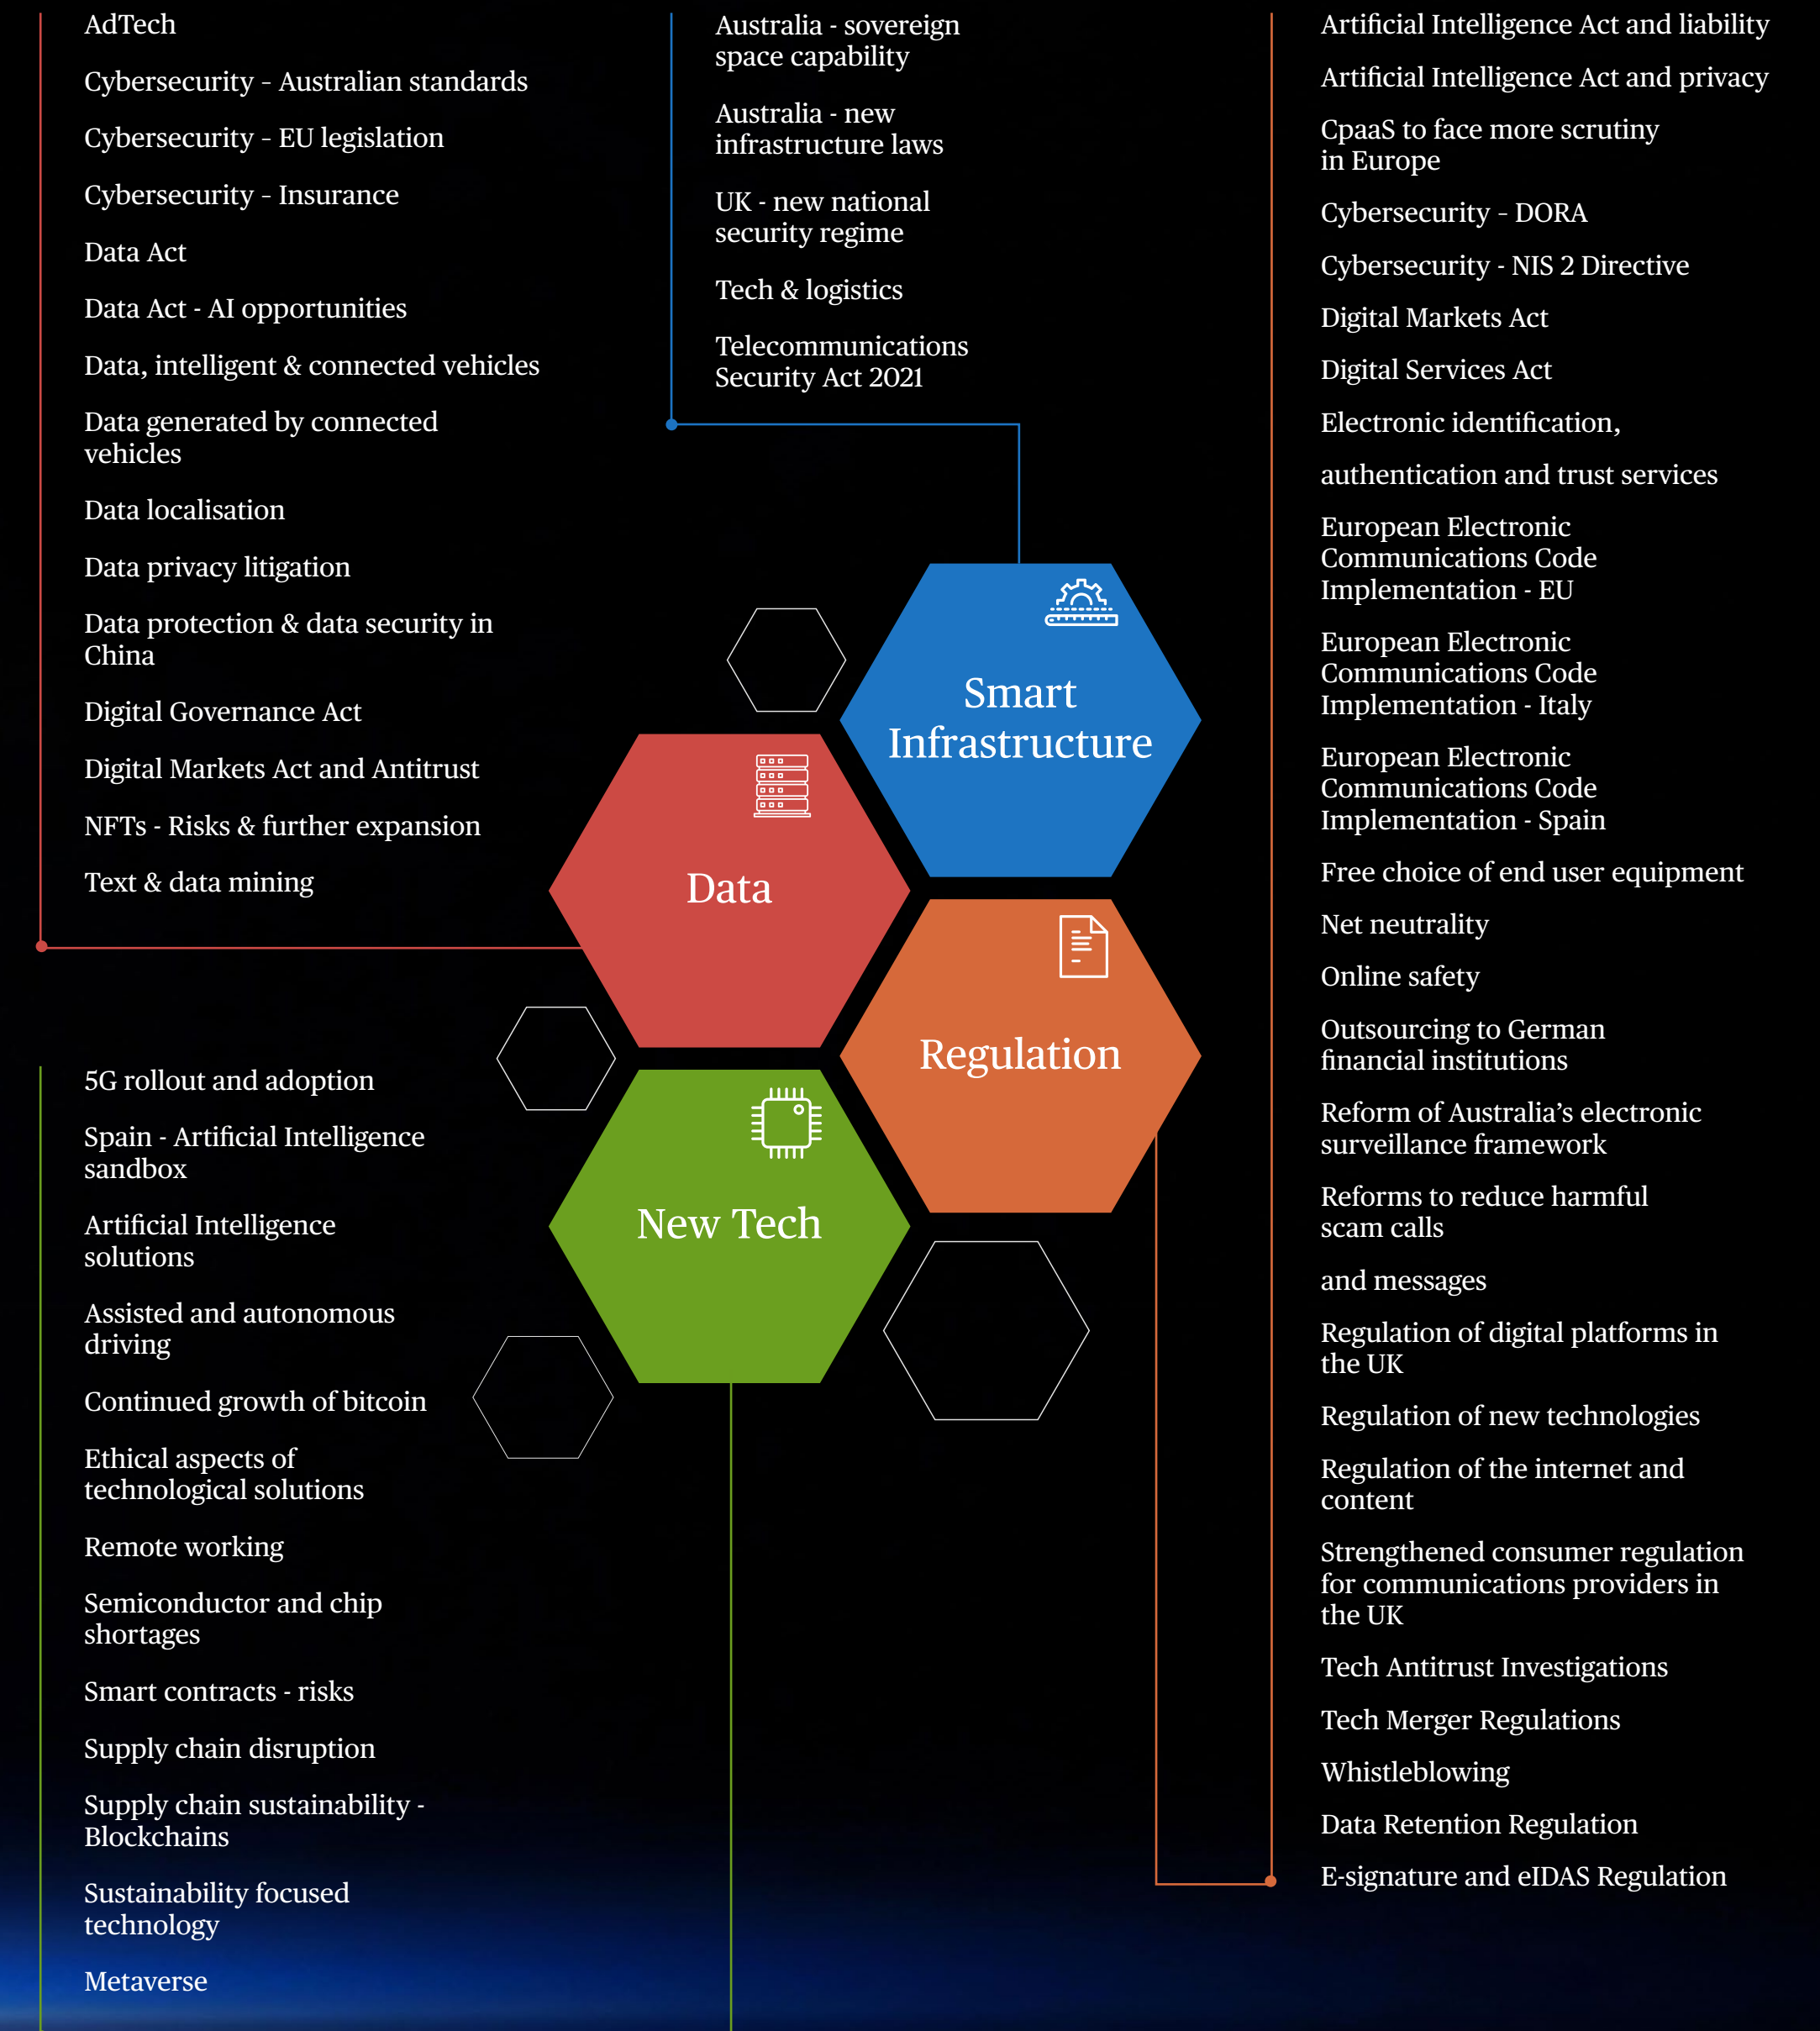 AdTech
Cybersecurity – Australian standards
Cybersecurity – EU legislation
Cybersecurity – Insurance
Data Act
Data Act - AI opportunities
Data, intelligent & connected vehicles
Data generated by connected
vehicles
Data localisation
Data privacy litigation
Data protection & data security in
China
Digital Governance Act
Digital Markets Act and Antitrust
NFTs - Risks & further expansion
Text & data mining
Australia - sovereign
space capability
Australia - new
infrastructure laws
UK - new national
security regime
Tech & logistics
Telecommunications
Security Act 2021
Smart
Infrastructure
Data
Regulation
New Tech
5G rollout and adoption
Spain - Artificial Intelligence
sandbox
Artificial Intelligence
solutions
Assisted and autonomous
driving
Continued growth of bitcoin
Ethical aspects of
technological solutions
Remote working
Semiconductor and chip
shortages
Smart contracts - risks
Supply chain disruption
Supply chain sustainability -
Blockchains
Sustainability focused
technology
Metaverse
Artificial Intelligence Act and liability
Artificial Intelligence Act and privacy
CpaaS to face more scrutiny
in Europe
Cybersecurity – DORA
Cybersecurity - NIS 2 Directive
Digital Markets Act
Digital Services Act
Electronic identification,
authentication and trust services
European Electronic
Communications Code
Implementation - EU
European Electronic
Communications Code
Implementation - Italy
European Electronic
Communications Code
Implementation - Spain
Free choice of end user equipment
Net neutrality
Online safety
Outsourcing to German
financial institutions
Reform of Australia’s electronic
surveillance framework
Reforms to reduce harmful
scam calls
and messages
Regulation of digital platforms in
the UK
Regulation of new technologies
Regulation of the internet and
content
Strengthened consumer regulation
for communications providers in
the UK
Tech Antitrust Investigations
Tech Merger Regulations
Whistleblowing
Data Retention Regulation
E-signature and eIDAS Regulation